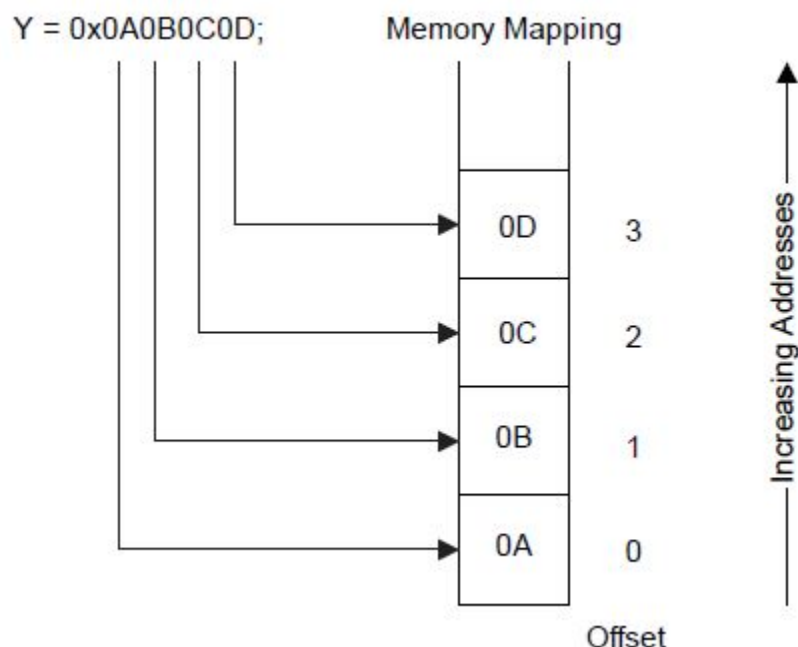 Y = 0x0A0B0C0D;
Memory Mapping
0D
3
0C
2
0B
1
0A
0
Offset
Increasing Addresses